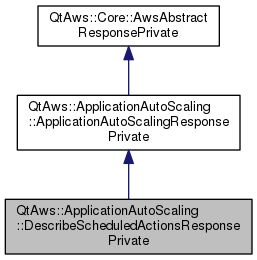 QtAws::Core::AwsAbstract
ResponsePrivate
QtAws::ApplicationAutoScaling
::ApplicationAutoScalingResponse
Private
QtAws::ApplicationAutoScaling
::DescribeScheduledActionsResponse
Private